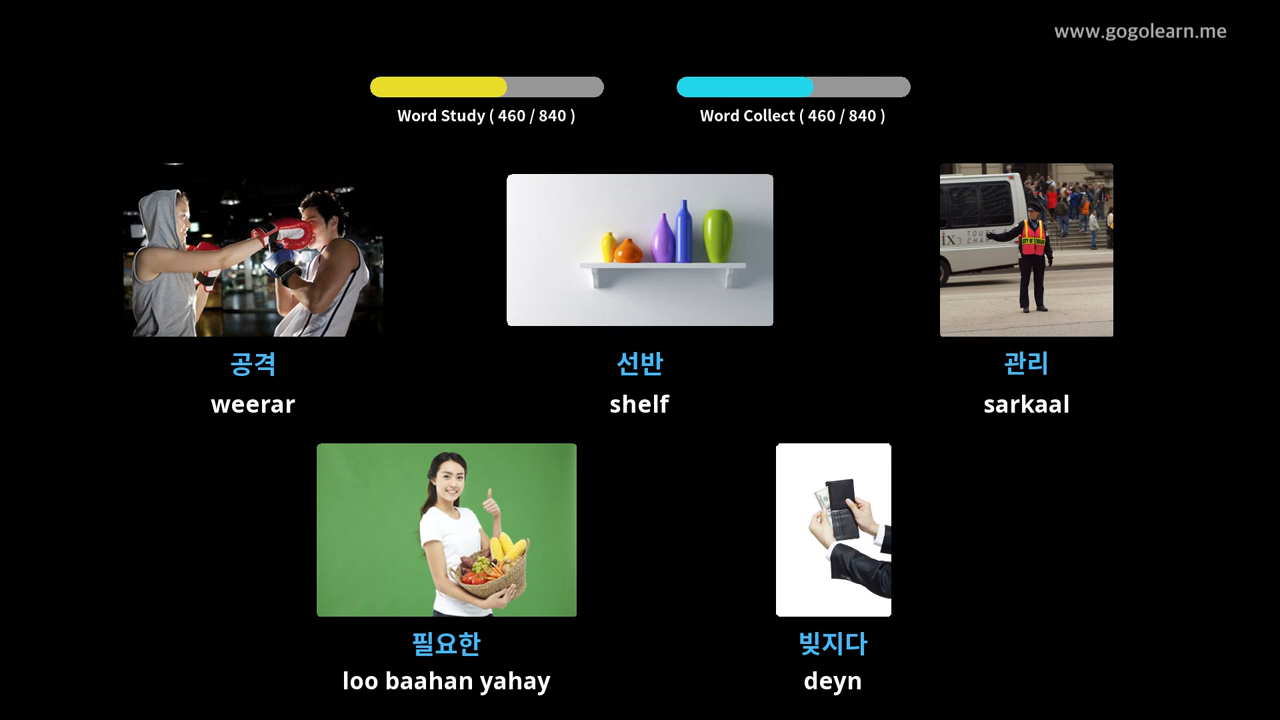 www.gogolearn.me
Word Study ( 460 / 840 )
Word Collect ( 460 / 840 )
공격
선반
관리
weerar
shelf
sarkaal
필요한
빚지다
loo baahan yahay
deyn